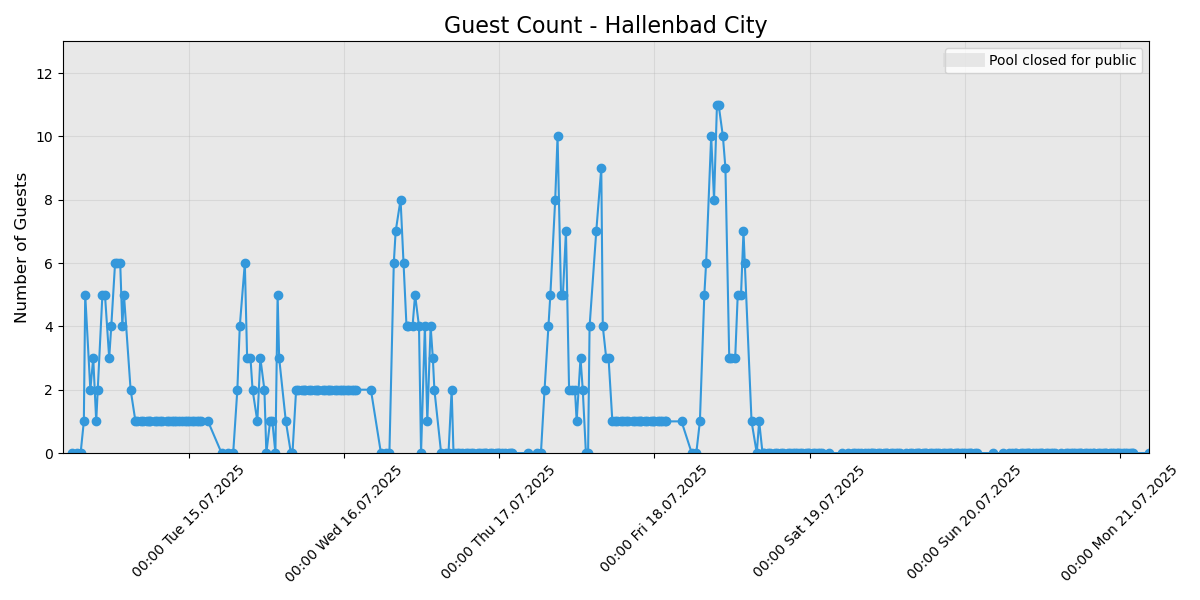 Guest Count - Hallenbad City
Pool closed for public
Number of Guests
12
10
8
6
4
2
0
00:00 Tue 15.07.2025
00:00 Wed 16.07.2025
00:00 Thu 17.07.2025
00:00 Fri 18.07.2025
00:00 Sat 19.07.2025
00:00 Sun 20.07.2025
00:00 Mon 21.07.2025